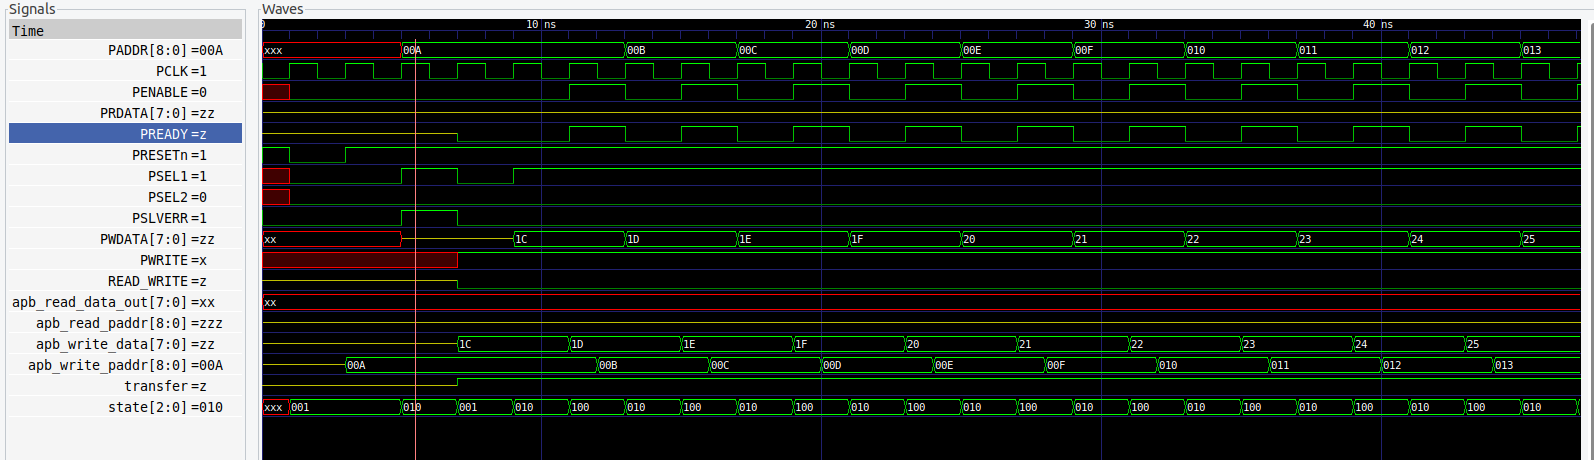 Signals Waves
Time 0 10 ns 20 ns 30 ns 40 ns
PADDR[8:0] =00A xxx 00A 00B 00C 00D 00E 00F 010 011 012 013
PCLK =1
PENABLE =0
PRDATA[7:0] =zz
PREADY =z
PRESETn =1
PSEL1 =1
PSEL2 =0
PSLVERR =1
PWDATA[7:0] =zz xx 1C 1D 1E 1F 20 21 22 23 24 25
PWRITE =x
READ_WRITE =z
apb_read_data_out[7:0] =xx xx
apb_read_paddr[8:0] =zzz
apb_write_data[7:0] =zz 1C 1D 1E 1F 20 21 22 23 24 25
apb_write_paddr[8:0] =00A 00A 00B 00C 00D 00E 00F 010 011 012 013
transfer =z
state[2:0] =010 xxx 001 010 001 010 100 010 100 010 100 010 100 010 100 010 100 010 100 010 100 010 100 010